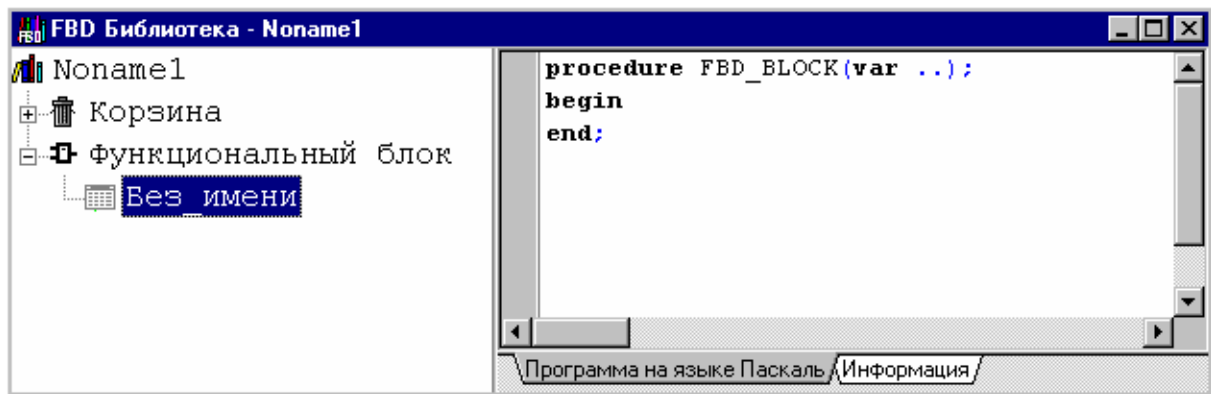 FBD Библиотека - Noname1
Noname1
Корзина
Функциональный блок
Без_имени
procedure FBD_BLOCK(var ..);
begin
end;
Программа на языке Паскаль Информация